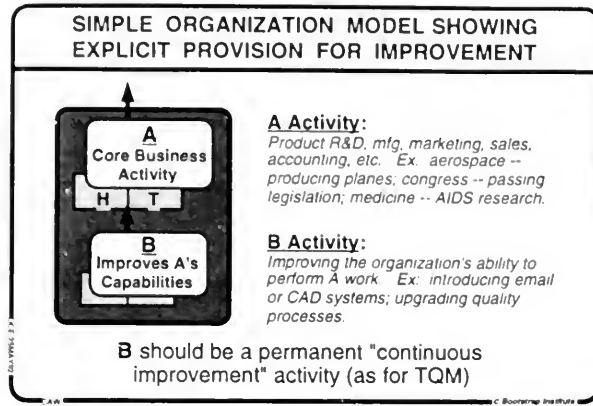 SIMPLE ORGANIZATION MODEL SHOWING
EXPLICIT PROVISION FOR IMPROVEMENT
A
Core Business
Activity
H T
B
Improves A's
Capabilities
A Activity:
Product R&D, mfg, marketing, sales,
accounting, etc. Ex. aerospace --
producing planes; congress -- passing
legislation; medicine -- AIDS research.
B Activity:
Improving the organization's ability to
perform A work. Ex: introducing email
or CAD systems; upgrading quality
processes.
B should be a permanent "continuous
improvement" activity (as for TQM)
C Bootstrap Institute